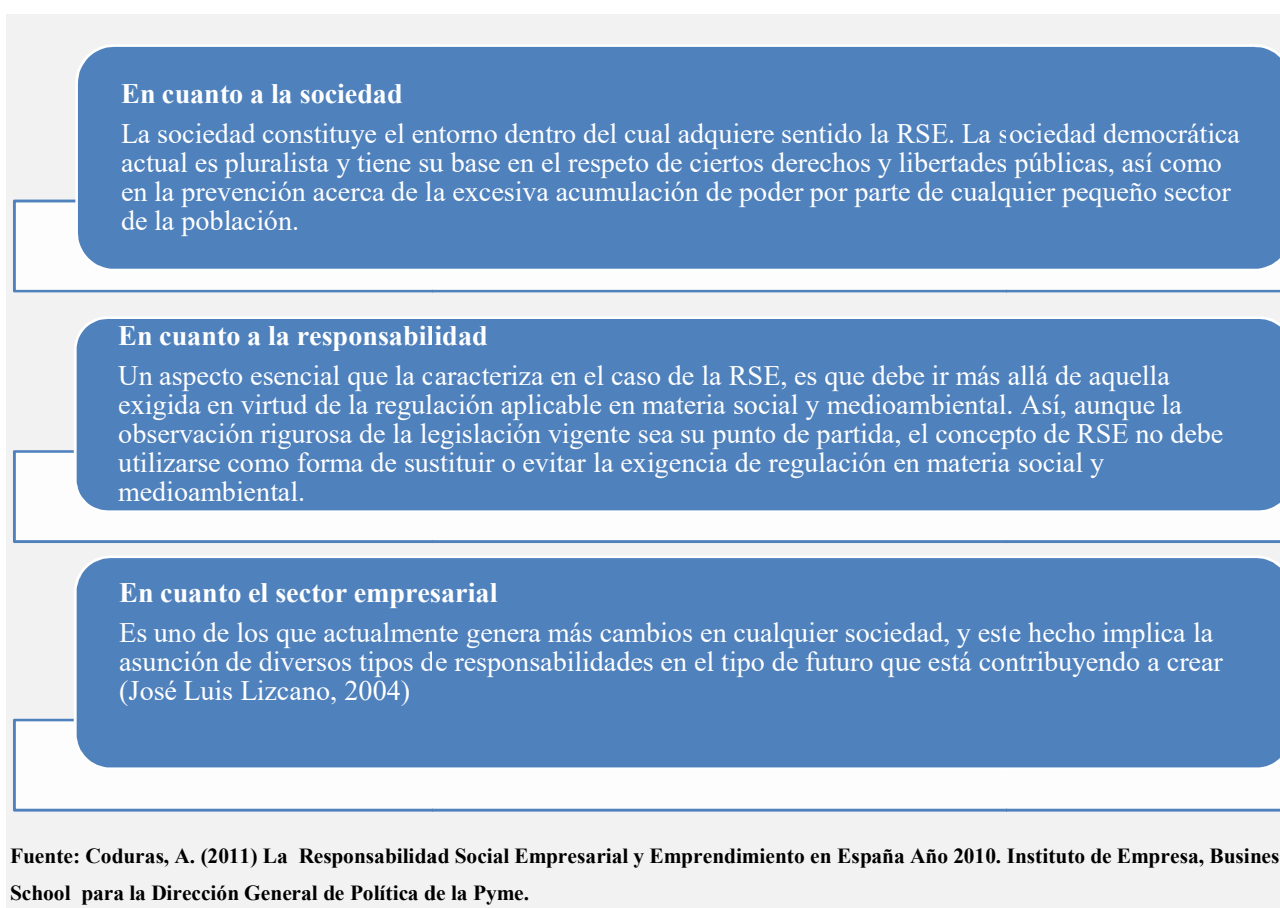 En cuanto a la sociedad
La sociedad constituye el entorno dentro del cual adquiere sentido la RSE. La sociedad democrática
actual es pluralista y tiene su base en el respeto de ciertos derechos y libertades públicas, así como
en la prevención acerca de la excesiva acumulación de poder por parte de cualquier pequeño sector
de la población.
En cuanto a la responsabilidad
Un aspecto esencial que la caracteriza en el caso de la RSE, es que debe ir más allá de aquella
exigida en virtud de la regulación aplicable en materia social y medioambiental. Así, aunque la
observación rigurosa de la legislación vigente sea su punto de partida, el concepto de RSE no debe
utilizarse como forma de sustituir o evitar la exigencia de regulación en materia social y
medioambiental.
En cuanto el sector empresarial
Es uno de los que actualmente genera más cambios en cualquier sociedad, y este hecho implica la
asunción de diversos tipos de responsabilidades en el tipo de futuro que está contribuyendo a crear
(José Luis Lizcano, 2004)
Fuente: Coduras, A. (2011) La Responsabilidad Social Empresarial y Emprendimiento en España Año 2010. Instituto de Empresa, Busines
School para la Dirección General de Política de la Pyme.